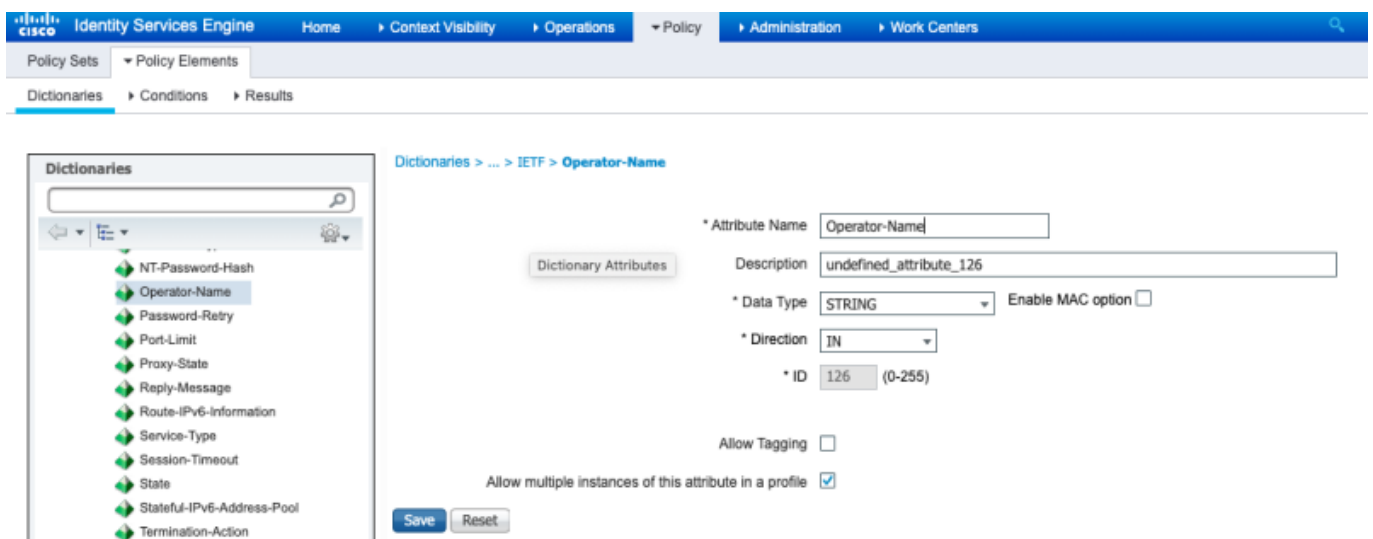 cisco Identity Services Engine Home Context Visibility Operations Policy Administration Work Centers
Policy Sets Policy Elements
Dictionaries Conditions Results
Dictionaries
NT-Password-Hash
Operator-Name
Password-Retry
Port-Limit
Proxy-State
Reply-Message
Route-IPv6-Information
Service-Type
Session-Timeout
State
Stateful-IPv6-Address-Pool
Termination-Action
Dictionaries > ... > IETF > Operator-Name
* Attribute Name Operator-Name
Dictionary Attributes
Description undefined_attribute_126
* Data Type STRING Enable MAC option
* Direction IN
* ID 126 (0-255)
Allow Tagging
Allow multiple instances of this attribute in a profile
Save Reset